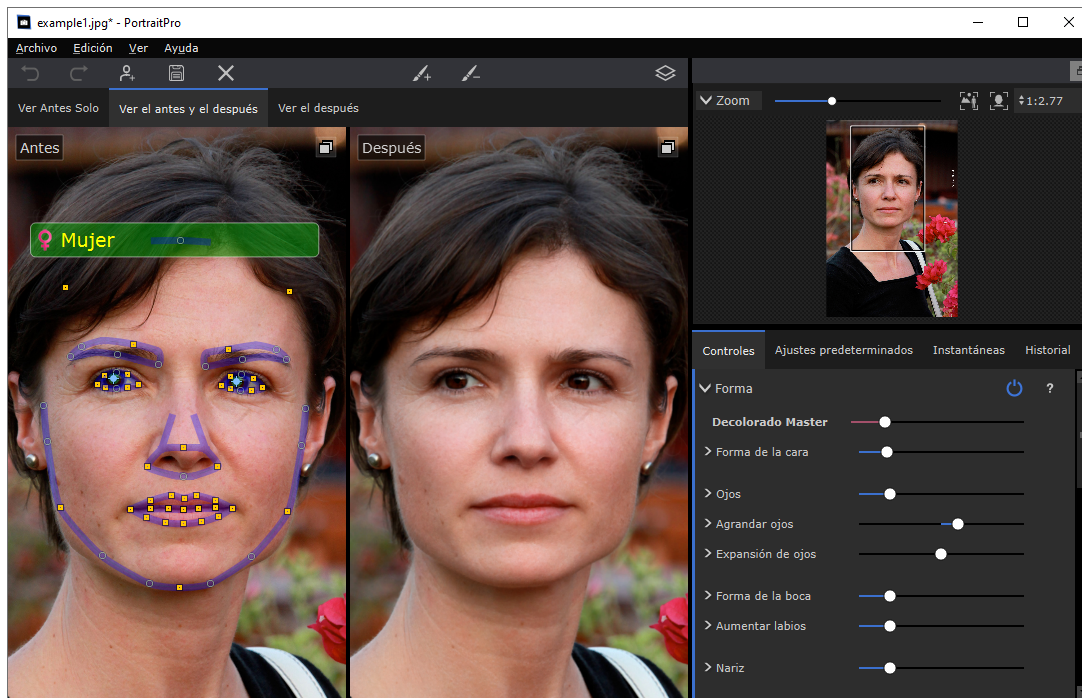 example1.jpg* - PortraitPro
Archivo Edición Ver Ayuda
Ver Antes Solo Ver el antes y el después Ver el después
Zoom 1:2.77
Antes Después
Mujer
Controles Ajustes predeterminados Instantáneas Historial
Forma ?
Decolorado Master
Forma de la cara
Ojos
Agrandar ojos
Expansión de ojos
Forma de la boca
Aumentar labios
Nariz